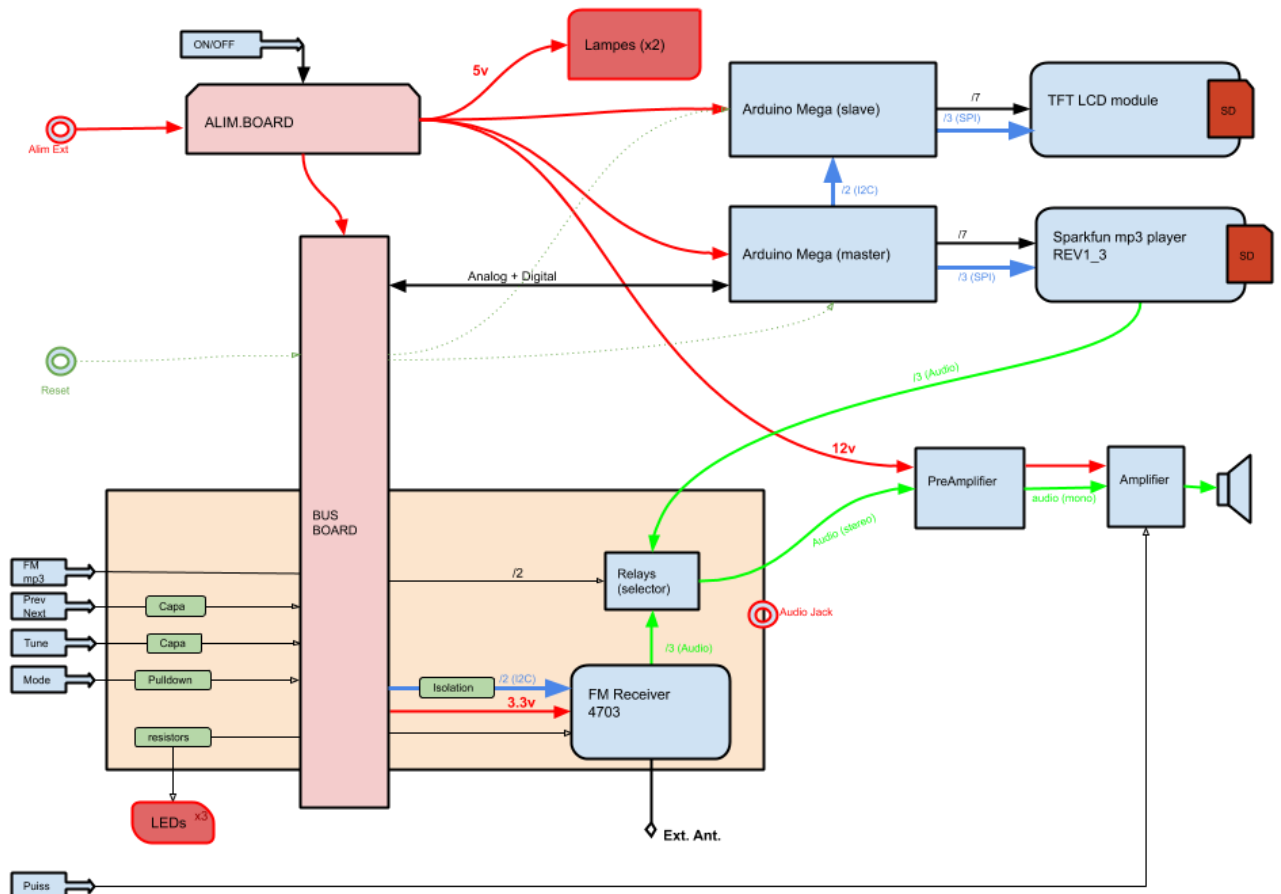 ON/OFF
Lampes (x2)
5v
ALIM.BOARD
Alim Ext
Arduino Mega (slave)
/7
/3 (SPI)
TFT LCD module
SD
/2 (I2C)
Arduino Mega (master)
/7
/3 (SPI)
Sparkfun mp3 player
REV1_3
SD
Analog + Digital
Reset
/3 (Audio)
12v
PreAmplifier
audio (mono)
Amplifier
Audio (stereo)
BUS
BOARD
FM
mp3
/2
Relays
(selector)
Prev
Next
Capa
Audio Jack
Tune
Capa
/3 (Audio)
Mode
Pulldown
Isolation
/2 (I2C)
3.3v
FM Receiver
4703
resistors
LEDs x3
Ext. Ant.
Puiss